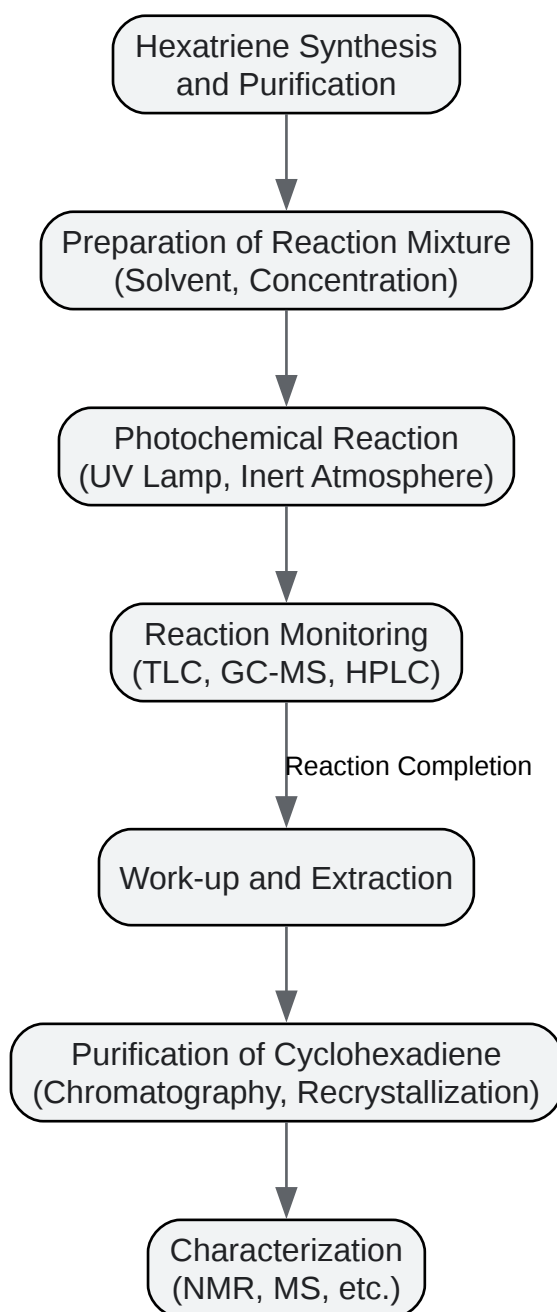 Hexatriene Synthesis
and Purification
Preparation of Reaction Mixture
(Solvent, Concentration)
Photochemical Reaction
(UV Lamp, Inert Atmosphere)
Reaction Monitoring
(TLC, GC-MS, HPLC)
Reaction Completion
Work-up and Extraction
Purification of Cyclohexadiene
(Chromatography, Recrystallization)
Characterization
(NMR, MS, etc.)